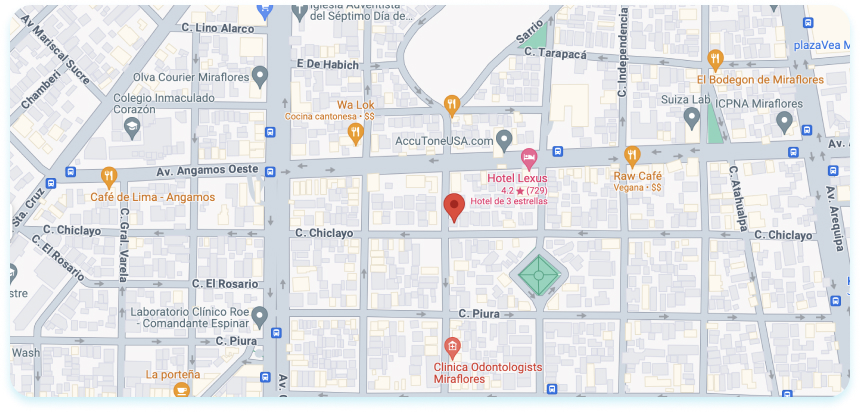 Iglesia Adventista
del Séptimo Día de...
Sarrio
Av Mariscal Sucre
C. Lino Alarco
C. Independencia
plazaVea M
E De Habich
C. Tarapacá
Chamberí
Olva Courier Miraflores
El Bodegon de Miraflores
Colegio Inmaculado
Corazón
Wa Lok
Cocina cantonesa • $$
Suiza Lab
ICPNA Miraflores
AccuToneUSA.com
Av. Angamos Oeste
Hotel Lexus
4.2 ★ (729)
Hotel de 3 estrellas
Raw Café
Vegana • $$
Av.
Café de Lima - Angamos
Sta. Cruz
C. Gral. Varela
C. Atahualpa
Av. Arequipa
C. Chiclayo
C. Chiclayo
C. Chiclayo
C. El Rosario
C. El Rosario
stre
Laboratorio Clínico Roe
- Comandante Espinar
C. Piura
C. Piura
Wash
Clinica Odontologists
Miraflores
La porteña
Av.